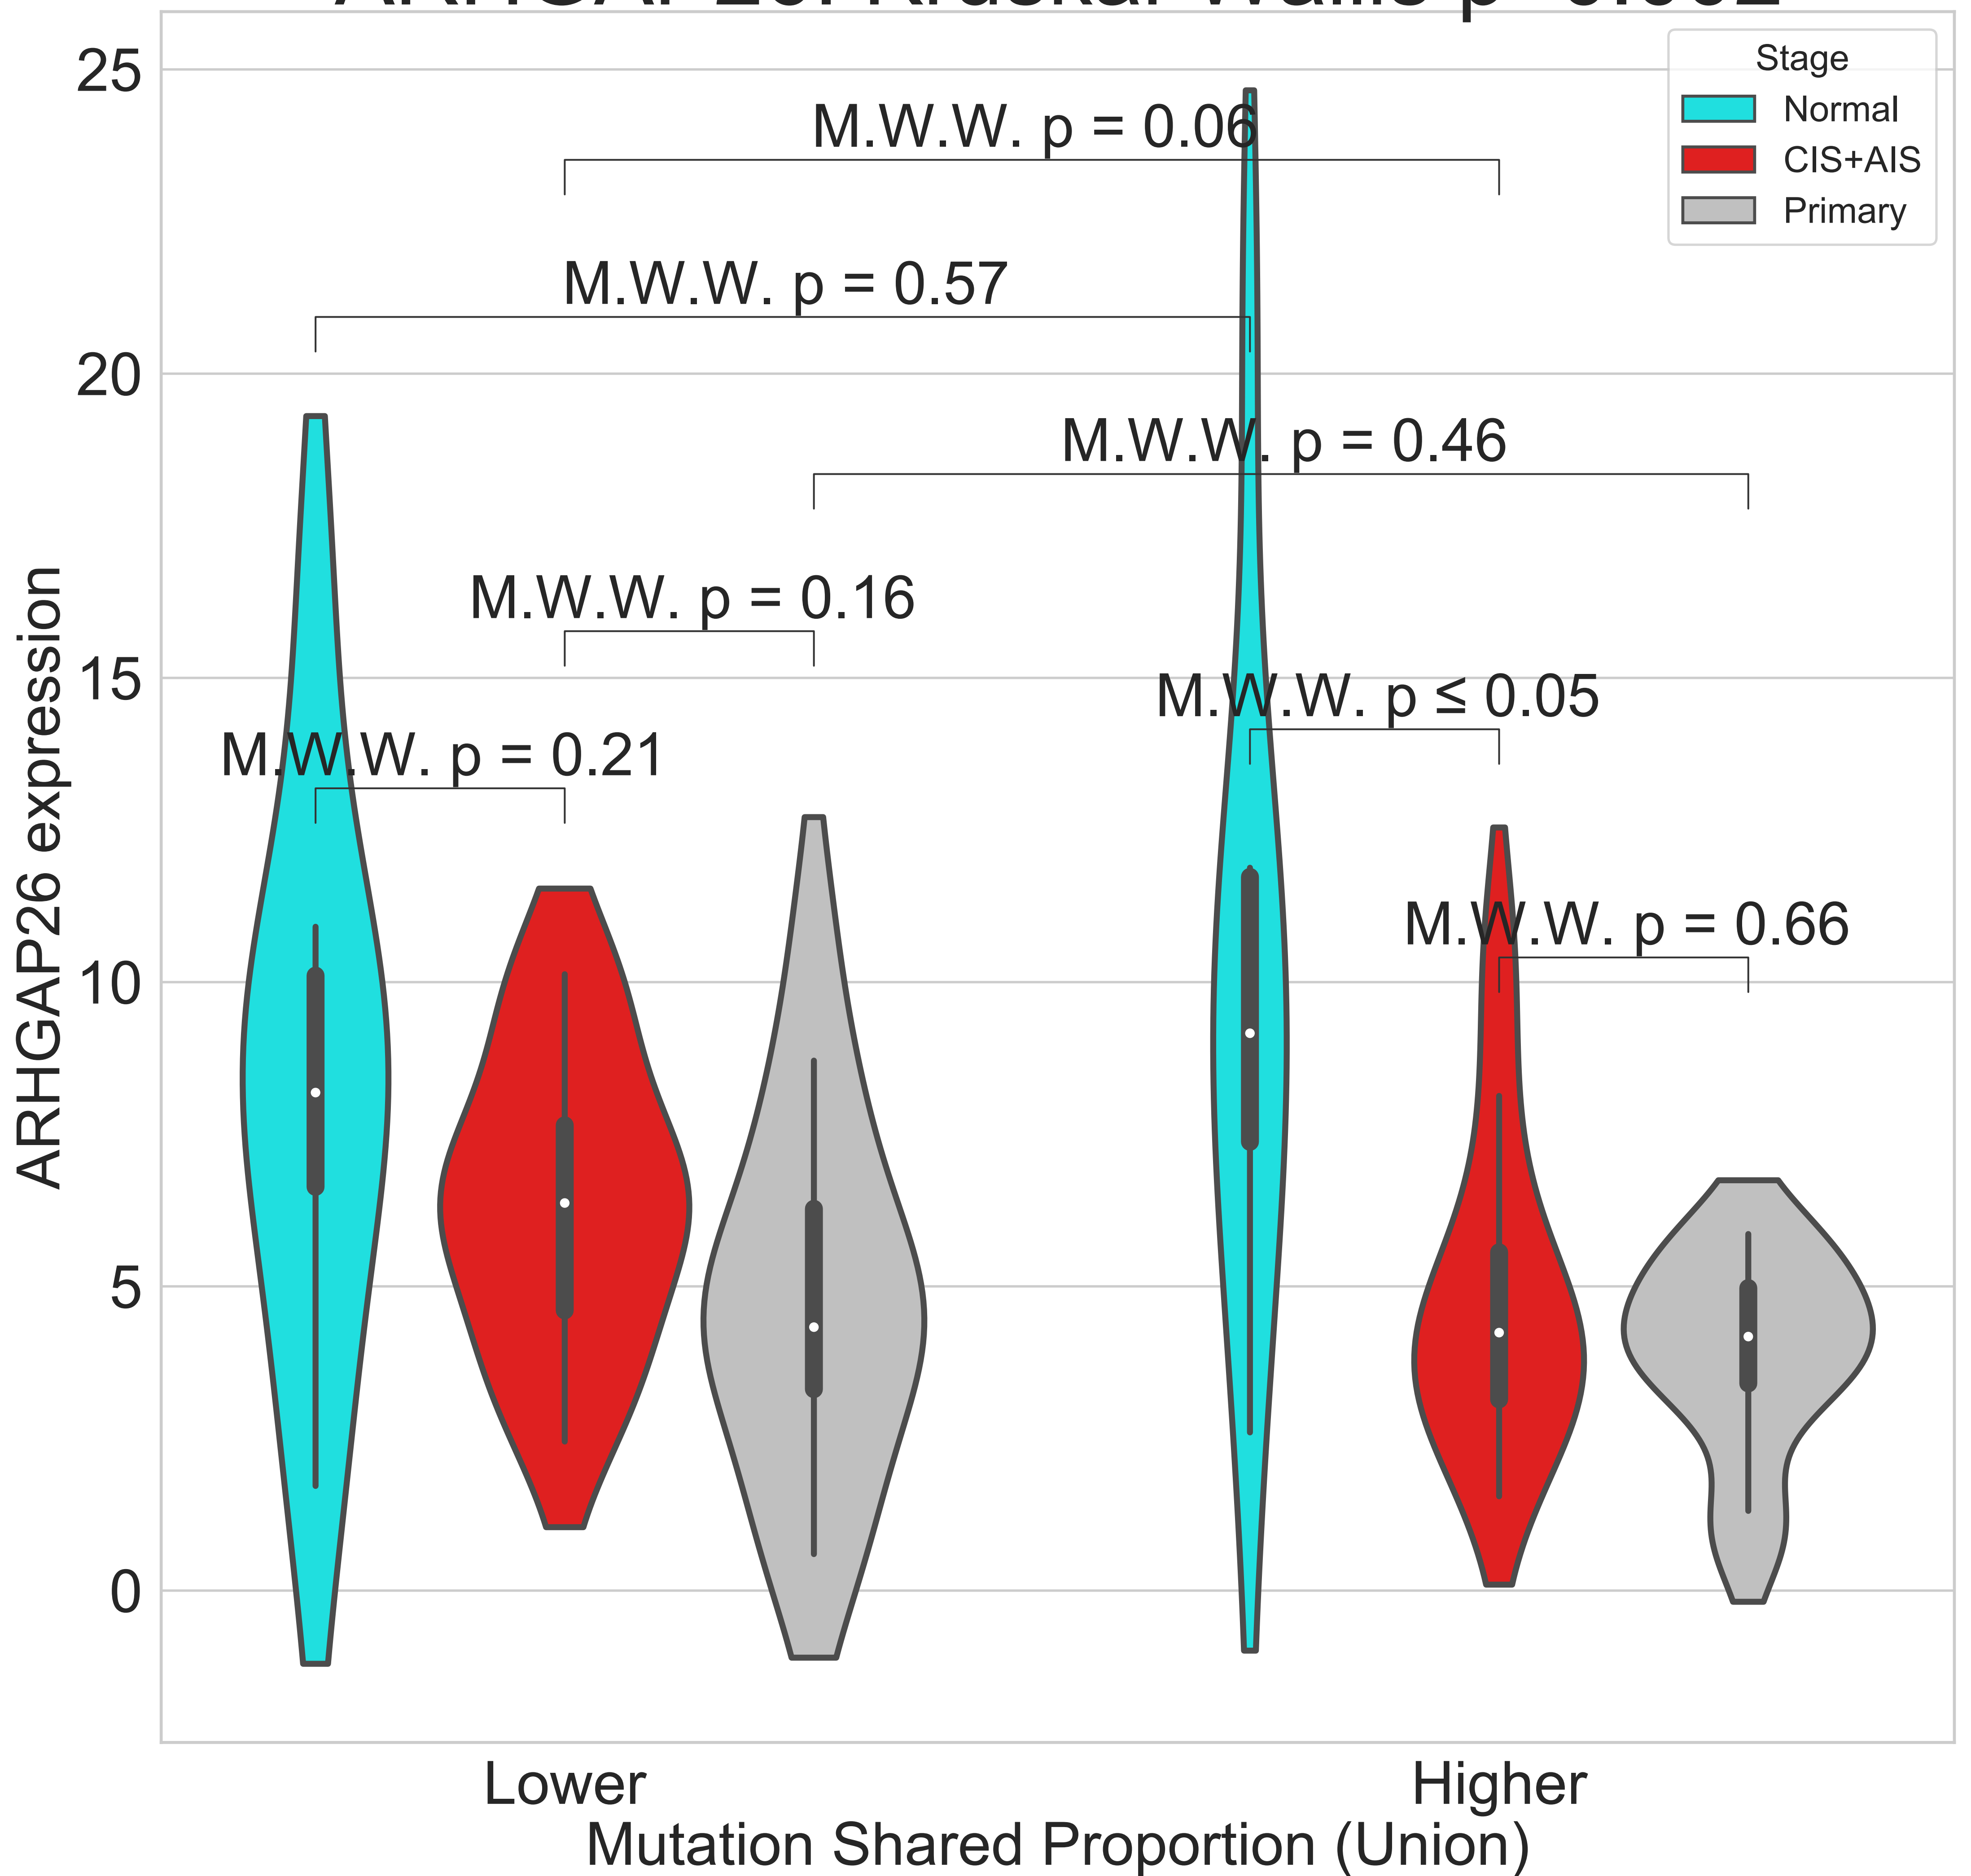 25
20
15
10
5
0
ARHGAP26 expression
Stage
Normal
CIS+AIS
Primary
M.W.W. p = 0.06
M.W.W. p = 0.57
M.W.W. p = 0.46
M.W.W. p = 0.16
M.W.W. p ≤ 0.05
M.W.W. p = 0.21
M.W.W. p = 0.66
Lower
Higher
Mutation Shared Proportion (Union)